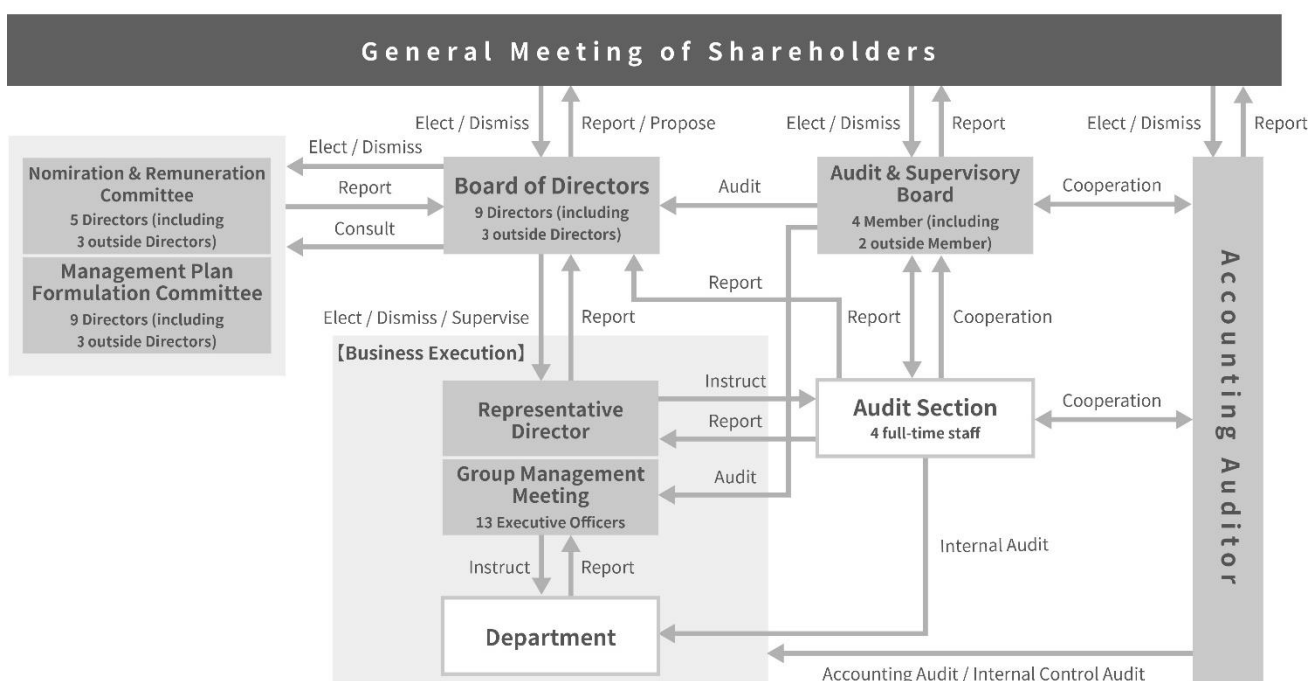 General Meeting of Shareholders
Elect / Dismiss
Report / Propose
Elect / Dismiss
Report
Elect / Dismiss
Report
Nomiration & Remuneration
Committee
5 Directors (including
3 outside Directors)
Management Plan
Formulation Committee
9 Directors (including
3 outside Directors)
Elect / Dismiss
Report
Consult
Board of Directors
9 Directors (including
3 outside Directors)
Audit
Audit & Supervisory
Board
4 Member (including
2 outside Member)
Cooperation
Accounting Auditor
Elect / Dismiss / Supervise
Report
Report
Report
Cooperation
【Business Execution】
Representative
Director
Instruct
Report
Audit Section
4 full-time staff
Cooperation
Group Management
Meeting
13 Executive Officers
Audit
Instruct
Report
Internal Audit
Department
Accounting Audit / Internal Control Audit